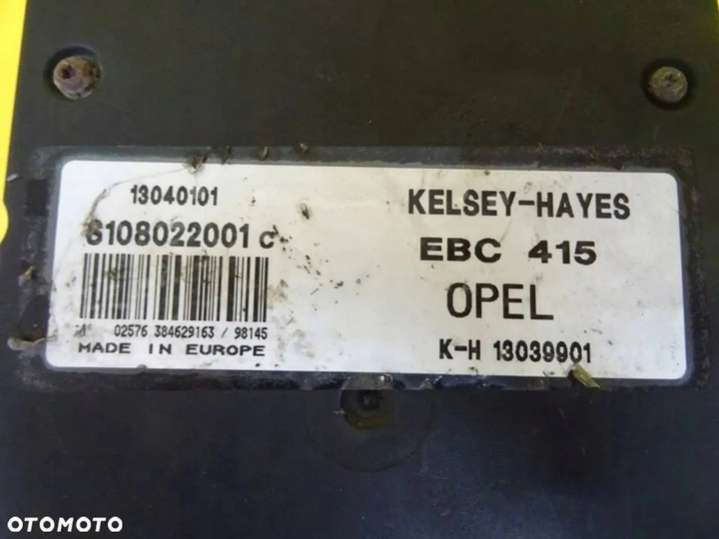 13040101
S108022001 c
02576 384629163 / 98145
MADE IN EUROPE
KELSEY-HAYES
EBC 415
OPEL
K-H 13039901
OTOMOTO